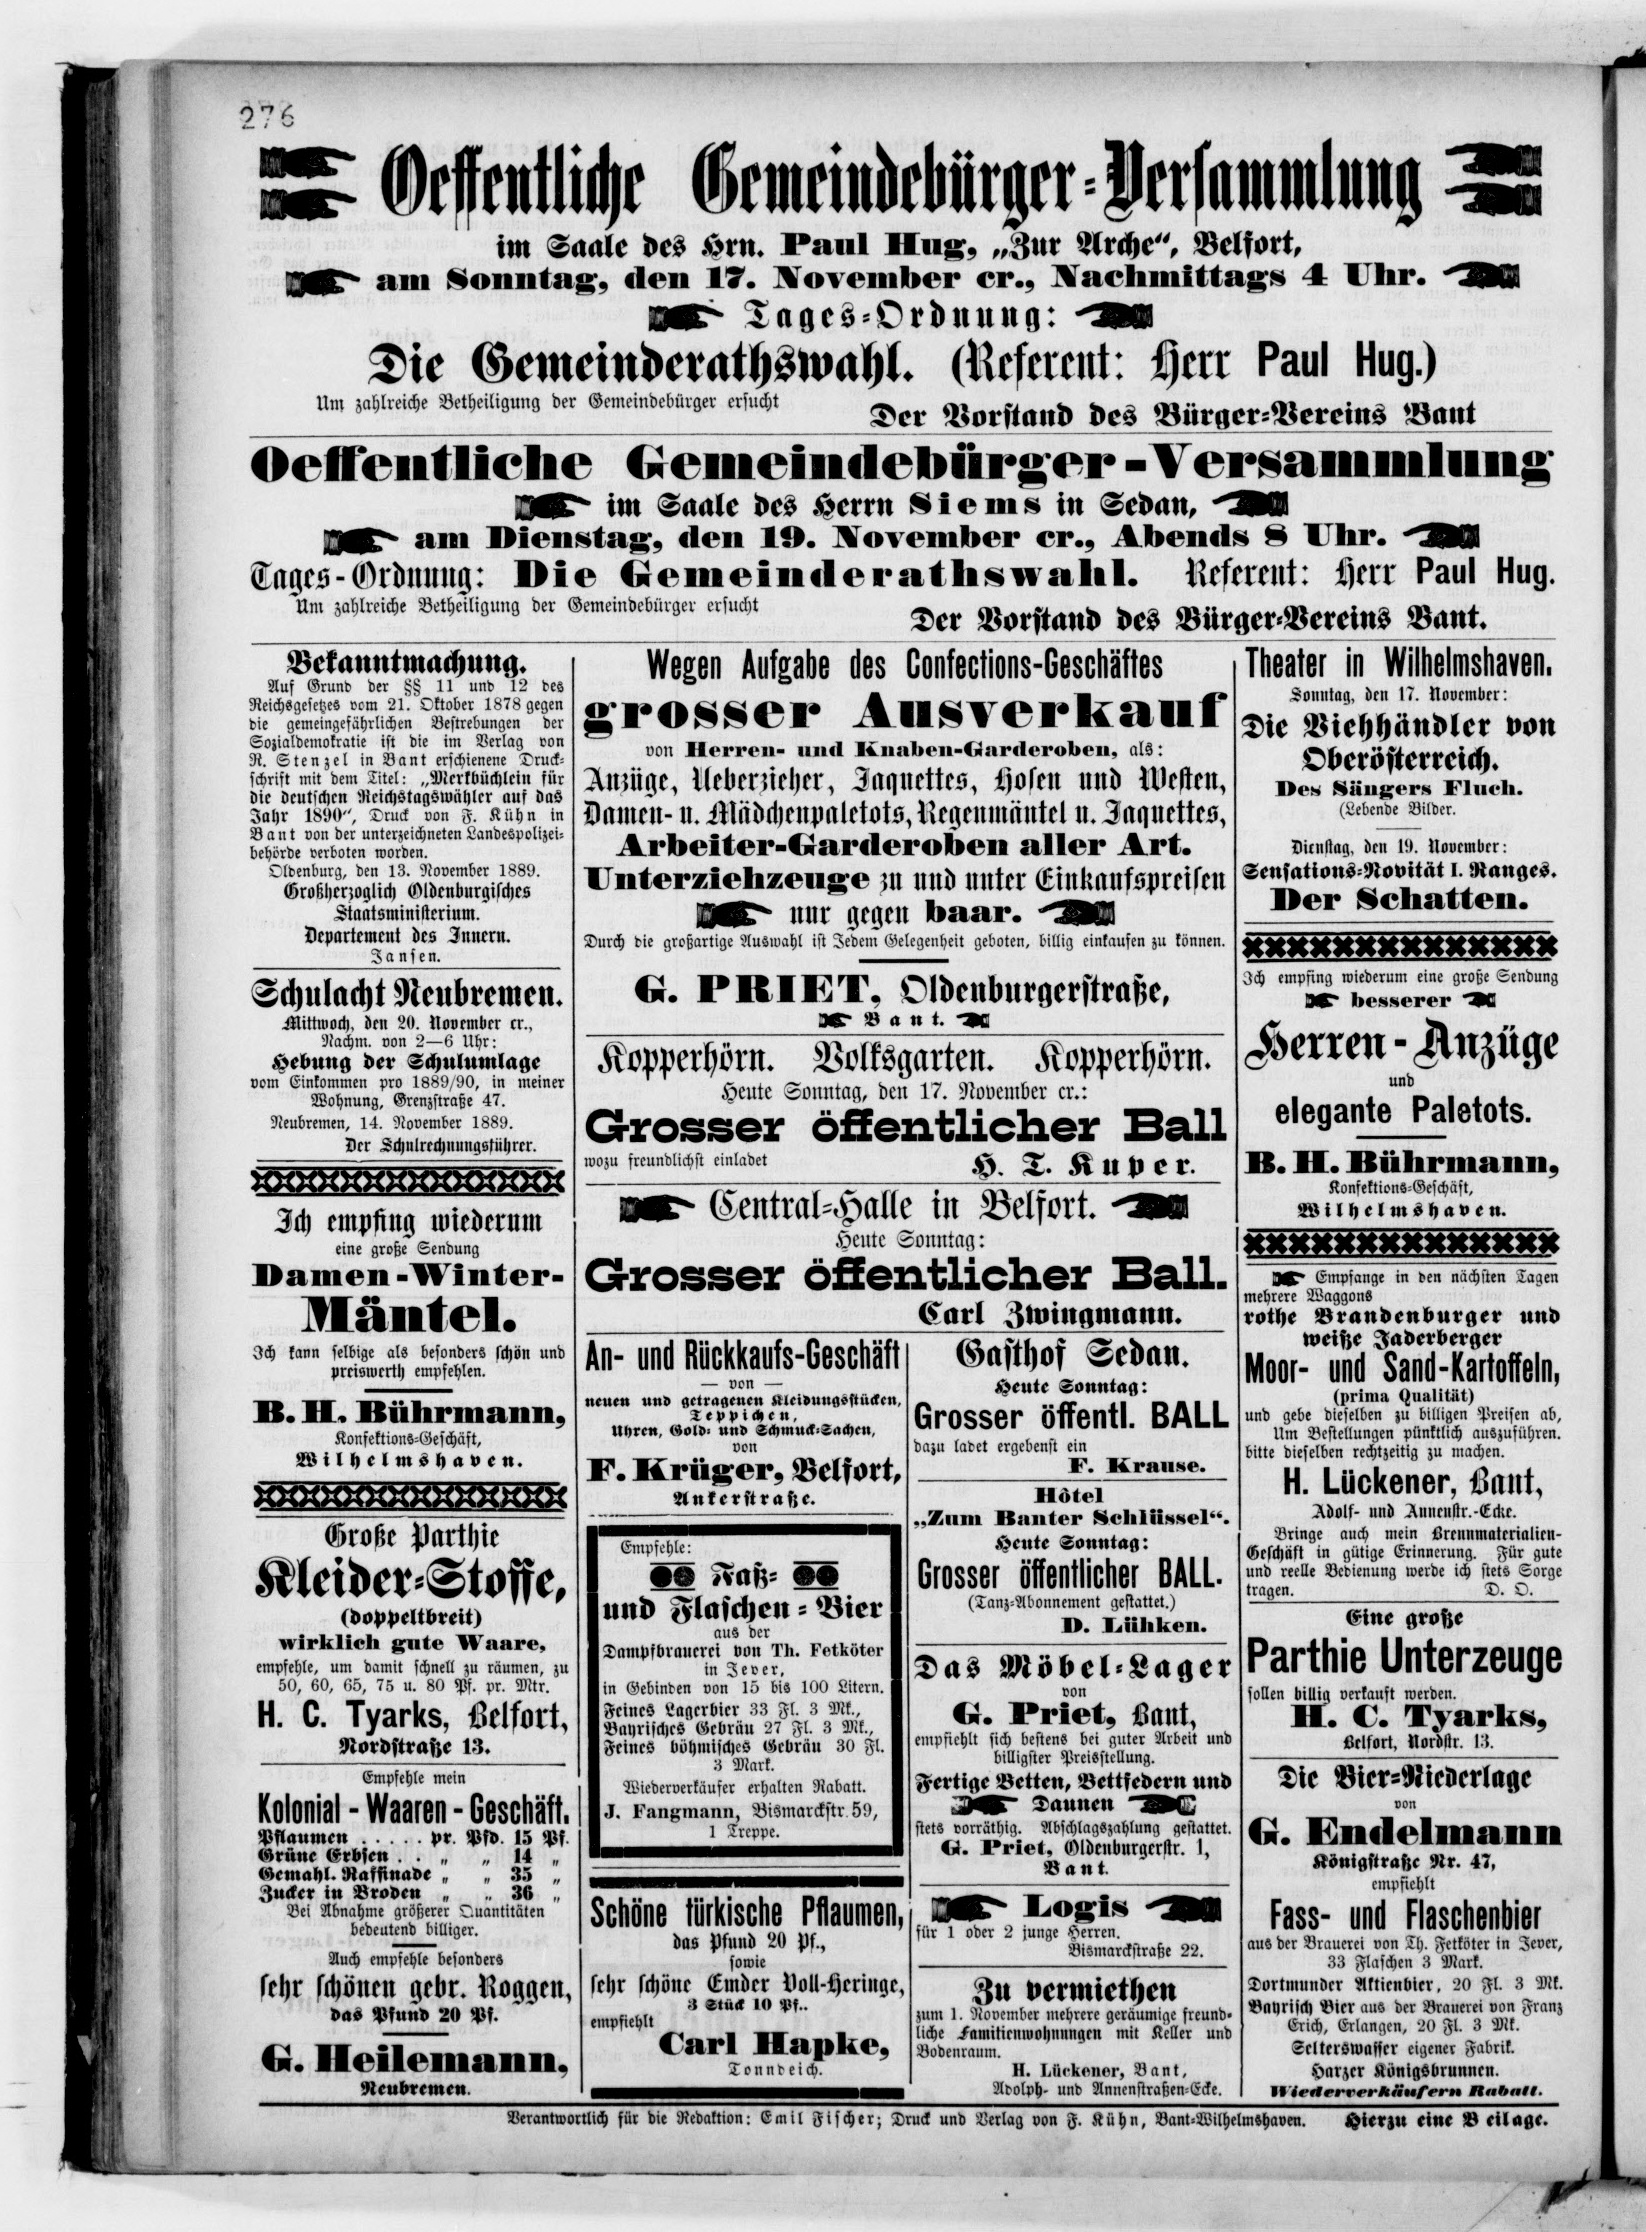 276
Oeffentliche Gemeindebürger-Versammlung
im Saale des Hrn. Paul Hug, „Zur Arche“, Belfort,
am Sonntag, den 17. November cr., Nachmittags 4 Uhr.
Tages-Ordnung:
Die Gemeinderathswahl. (Referent: Herr Paul Hug.)
Um zahlreiche Betheiligung der Gemeindebürger ersucht
Der Vorstand des Bürger-Vereins Bant
Oeffentliche Gemeindebürger-Versammlung
im Saale des Herrn Siems in Sedan,
am Dienstag, den 19. November cr., Abends 8 Uhr.
Tages-Ordnung: Die Gemeinderathswahl. Referent: Herr Paul Hug.
Um zahlreiche Betheiligung der Gemeindebürger ersucht
Der Vorstand des Bürger-Vereins Bant.
Bekanntmachung.
Auf Grund der §§ 11 und 12 des
Reichsgesetzes vom 21. Oktober 1878 gegen
die gemeingefährlichen Bestrebungen der
Sozialdemokratie ist die im Verlag von
R. Stenzel in Bant erschienene Druck-
schrift mit dem Titel: „Merkbüchlein für
die deutschen Reichstagswähler auf das
Jahr 1890“, Druck von F. Kühn in
Bant von der unterzeichneten Landespolizei-
behörde verboten worden.
Oldenburg, den 13. November 1889.
Großherzoglich Oldenburgisches
Staatsministerium.
Departement des Innern.
Jansen.
Schulacht Neubremen.
Mittwoch, den 20. November cr.,
Nachm. von 2—6 Uhr:
Hebung der Schulumlage
vom Einkommen pro 1889/90, in meiner
Wohnung, Grenzstraße 47.
Neubremen, 14. November 1889.
Der Schulrechnungsführer.
Ich empfing wiederum
eine große Sendung
Damen-Winter-
Mäntel.
Ich kann selbige als besonders schön und
preiswerth empfehlen.
B. H. Bührmann,
Konfektions-Geschäft,
Wilhelmshaven.
Große Parthie
Kleider-Stoffe,
(doppeltbreit)
wirklich gute Waare,
empfehle, um damit schnell zu räumen, zu
50, 60, 65, 75 u. 80 Pf. pr. Mtr.
H. C. Tyarks, Belfort,
Nordstraße 13.
Empfehle mein
Kolonial-Waaren-Geschäft.
Pflaumen . . . . . pr. Pfd. 15 Pf.
Grüne Erbsen . . „ „ 14 „
Gemahl. Raffinade „ „ 35 „
Zucker in Broden „ „ 36 „
Bei Abnahme größerer Quantitäten
bedeutend billiger.
Auch empfehle besonders
sehr schönen gebr. Roggen,
das Pfund 20 Pf.
G. Heilemann,
Neubremen.
Wegen Aufgabe des Confections-Geschäftes
grosser Ausverkauf
von Herren- und Knaben-Garderoben, als:
Anzüge, Ueberzieher, Jaquettes, Hosen und Westen,
Damen- u. Mädchenpaletots, Regenmäntel u. Jaquettes,
Arbeiter-Garderoben aller Art.
Unterziehzeuge zu und unter Einkaufspreisen
nur gegen baar.
Durch die großartige Auswahl ist Jedem Gelegenheit geboten, billig einkaufen zu können.
G. PRIET, Oldenburgerstraße,
Bant.
Kopperhörn. Volksgarten. Kopperhörn.
Heute Sonntag, den 17. November cr.:
Grosser öffentlicher Ball
wozu freundlichst einladet
H. T. Kuper.
Central-Halle in Belfort.
Heute Sonntag:
Grosser öffentlicher Ball.
Carl Zwingmann.
An- und Rückkaufs-Geschäft
— von —
neuen und getragenen Kleidungsstücken,
Teppichen,
Uhren, Gold- und Schmuck-Sachen,
von
F. Krüger, Belfort,
Ankerstraße.
Empfehle:
Faß-
und Flaschen-Bier
aus der
Dampfbrauerei von Th. Fetköter
in Jever,
in Gebinden von 15 bis 100 Litern.
Feines Lagerbier 33 Fl. 3 Mk.,
Bayrisches Gebräu 27 Fl. 3 Mk.,
Feines böhmisches Gebräu 30 Fl.
3 Mark.
Wiederverkäufer erhalten Rabatt.
J. Fangmann, Bismarckstr. 59,
1 Treppe.
Schöne türkische Pflaumen,
das Pfund 20 Pf.,
sowie
sehr schöne Emder Voll-Heringe,
3 Stück 10 Pf..
empfiehlt
Carl Hapke,
Tonndeich.
Gasthof Sedan.
Heute Sonntag:
Grosser öffentl. BALL
dazu ladet ergebenst ein
F. Krause.
Hôtel
„Zum Banter Schlüssel“.
Heute Sonntag:
Grosser öffentlicher BALL.
(Tanz-Abonnement gestattet.)
D. Lühken.
Das Möbel-Lager
von
G. Priet, Bant,
empfiehlt sich bestens bei guter Arbeit und
billigster Preisstellung.
Fertige Betten, Bettfedern und
Daunen
stets vorräthig. Abschlagszahlung gestattet.
G. Priet, Oldenburgerstr. 1,
Bant.
Logis
für 1 oder 2 junge Herren.
Bismarckstraße 22.
Zu vermiethen
zum 1. November mehrere geräumige freund-
liche Familienwohnungen mit Keller und
Bodenraum.
H. Lückener, Bant,
Adolph- und Annenstraßen-Ecke.
Theater in Wilhelmshaven.
Sonntag, den 17. November:
Die Viehhändler von
Oberösterreich.
Des Sängers Fluch.
(Lebende Bilder.
Dienstag, den 19. November:
Sensations-Novität I. Ranges.
Der Schatten.
Ich empfing wiederum eine große Sendung
besserer
Herren-Anzüge
und
elegante Paletots.
B. H. Bührmann,
Konfektions-Geschäft,
Wilhelmshaven.
Empfange in den nächsten Tagen
mehrere Waggons
rothe Brandenburger und
weiße Jaderberger
Moor- und Sand-Kartoffeln,
(prima Qualität)
und gebe dieselben zu billigen Preisen ab,
Um Bestellungen pünktlich auszuführen.
bitte dieselben rechtzeitig zu machen.
H. Lückener, Bant,
Adolf- und Annenstr.-Ecke.
Bringe auch mein Brennmaterialien-
Geschäft in gütige Erinnerung. Für gute
und reelle Bedienung werde ich stets Sorge
tragen. D. O.
Eine große
Parthie Unterzeuge
sollen billig verkauft werden.
H. C. Tyarks,
Belfort, Nordstr. 13.
Die Bier-Niederlage
von
G. Endelmann
Königstraße Nr. 47,
empfiehlt
Fass- und Flaschenbier
aus der Brauerei von Th. Fetköter in Jever,
33 Flaschen 3 Mark.
Dortmunder Aktienbier, 20 Fl. 3 Mk.
Bayrisch Bier aus der Brauerei von Franz
Erich, Erlangen, 20 Fl. 3 Mk.
Selterswasser eigener Fabrik.
Harzer Königsbrunnen.
Wiederverkäufern Rabatt.
Verantwortlich für die Redaktion: Emil Fischer; Druck und Verlag von F. Kühn, Bant-Wilhelmshaven. Hierzu eine Beilage.